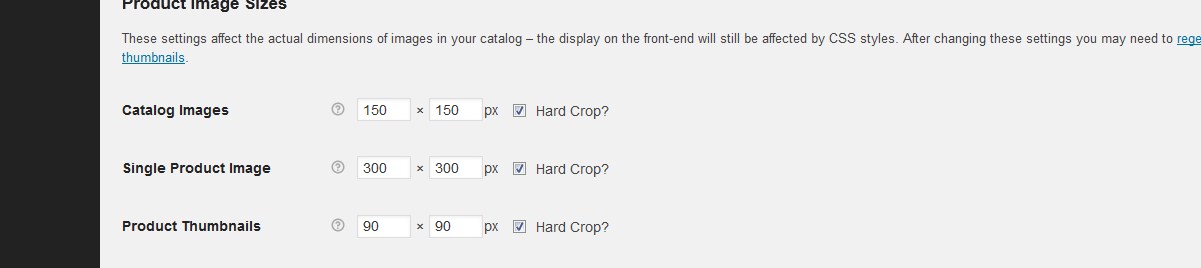 Product Image Sizes
These settings affect the actual dimensions of images in your catalog – the display on the front-end will still be affected by CSS styles. After changing these settings you may need to rege
thumbnails.
Catalog Images ? 150 × 150 px Hard Crop?
Single Product Image ? 300 × 300 px Hard Crop?
Product Thumbnails ? 90 × 90 px Hard Crop?